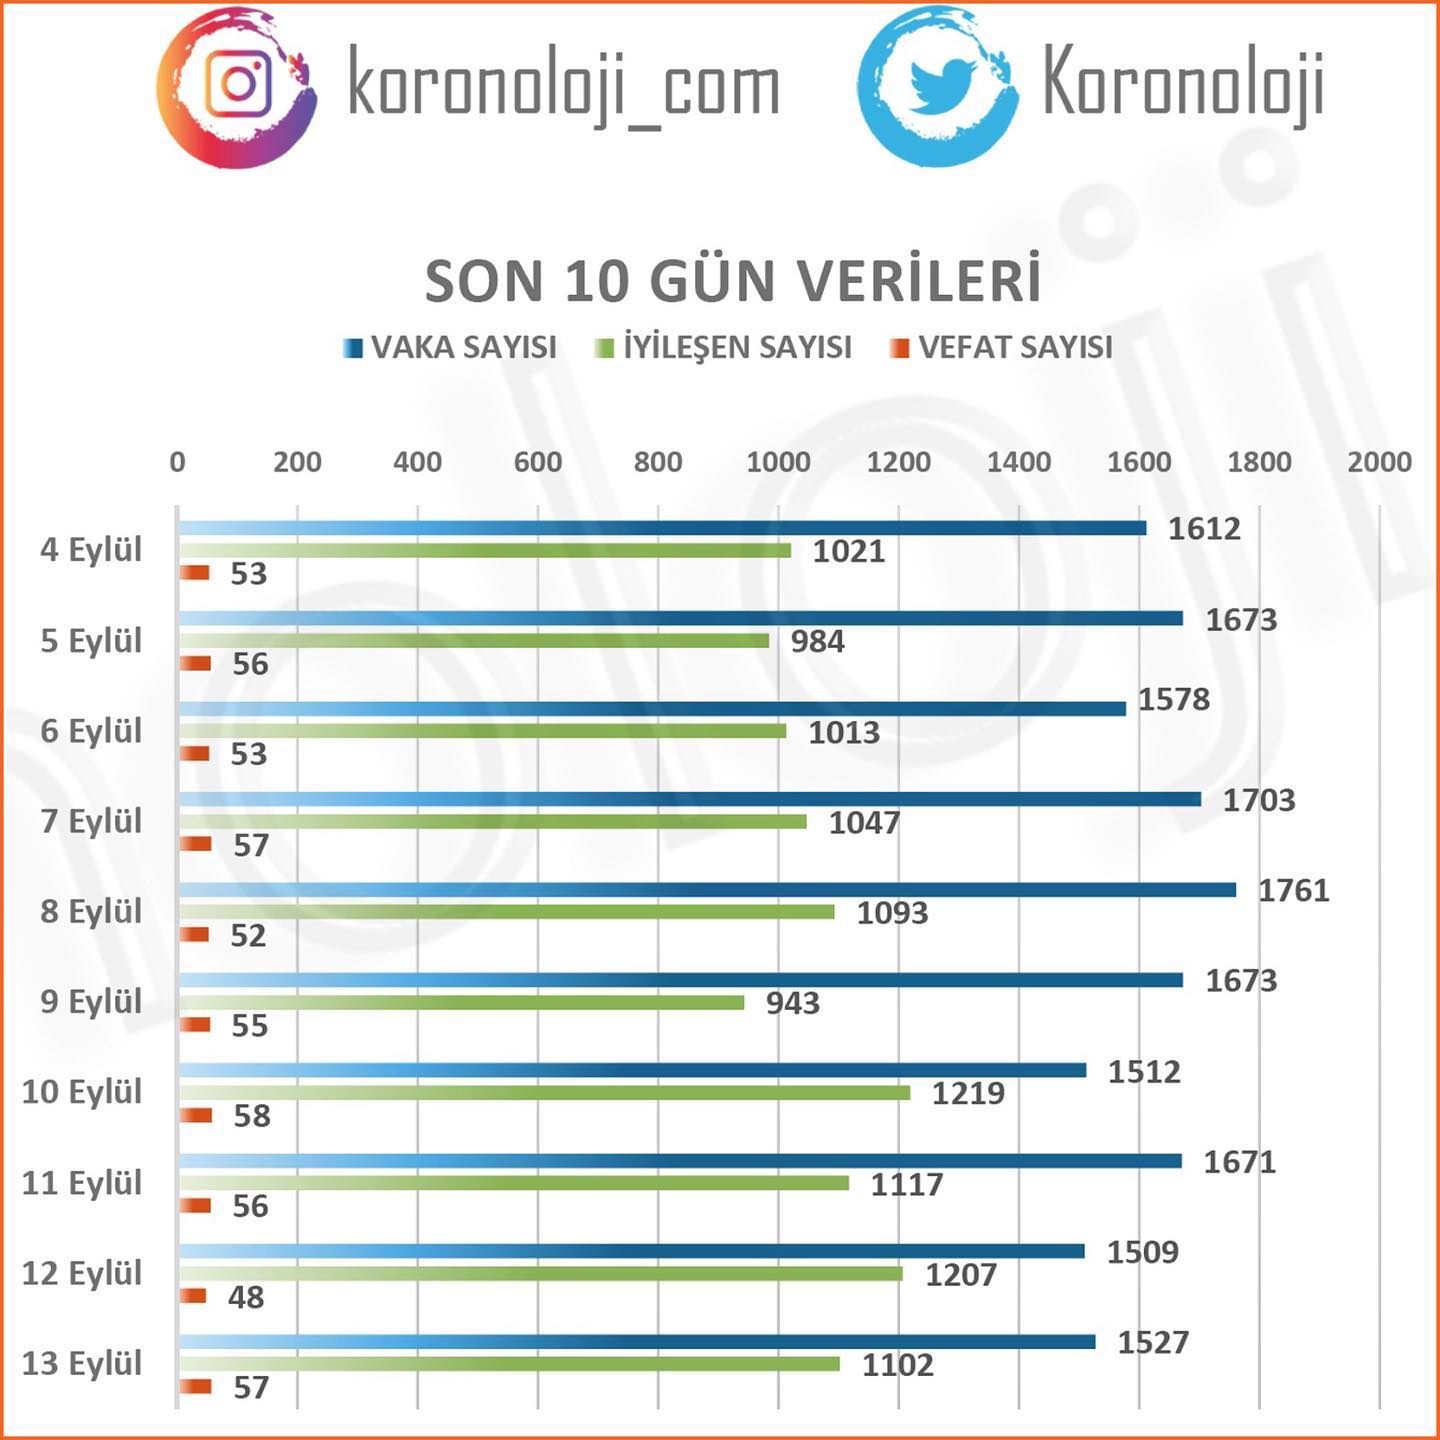 koronoloji_com
Koronoloji
SON 10 GÜN VERİLERİ
VAKA SAYISI İYİLEŞEN SAYISI VEFAT SAYISI
0 200 400 600 800 1000 1200 1400 1600 1800 2000
4 Eylül
1612
1021
53
5 Eylül
1673
984
56
6 Eylül
1578
1013
53
7 Eylül
1703
1047
57
8 Eylül
1761
1093
52
9 Eylül
1673
943
55
10 Eylül
1512
1219
58
11 Eylül
1671
1117
56
12 Eylül
1509
1207
48
13 Eylül
1527
1102
57
noloji